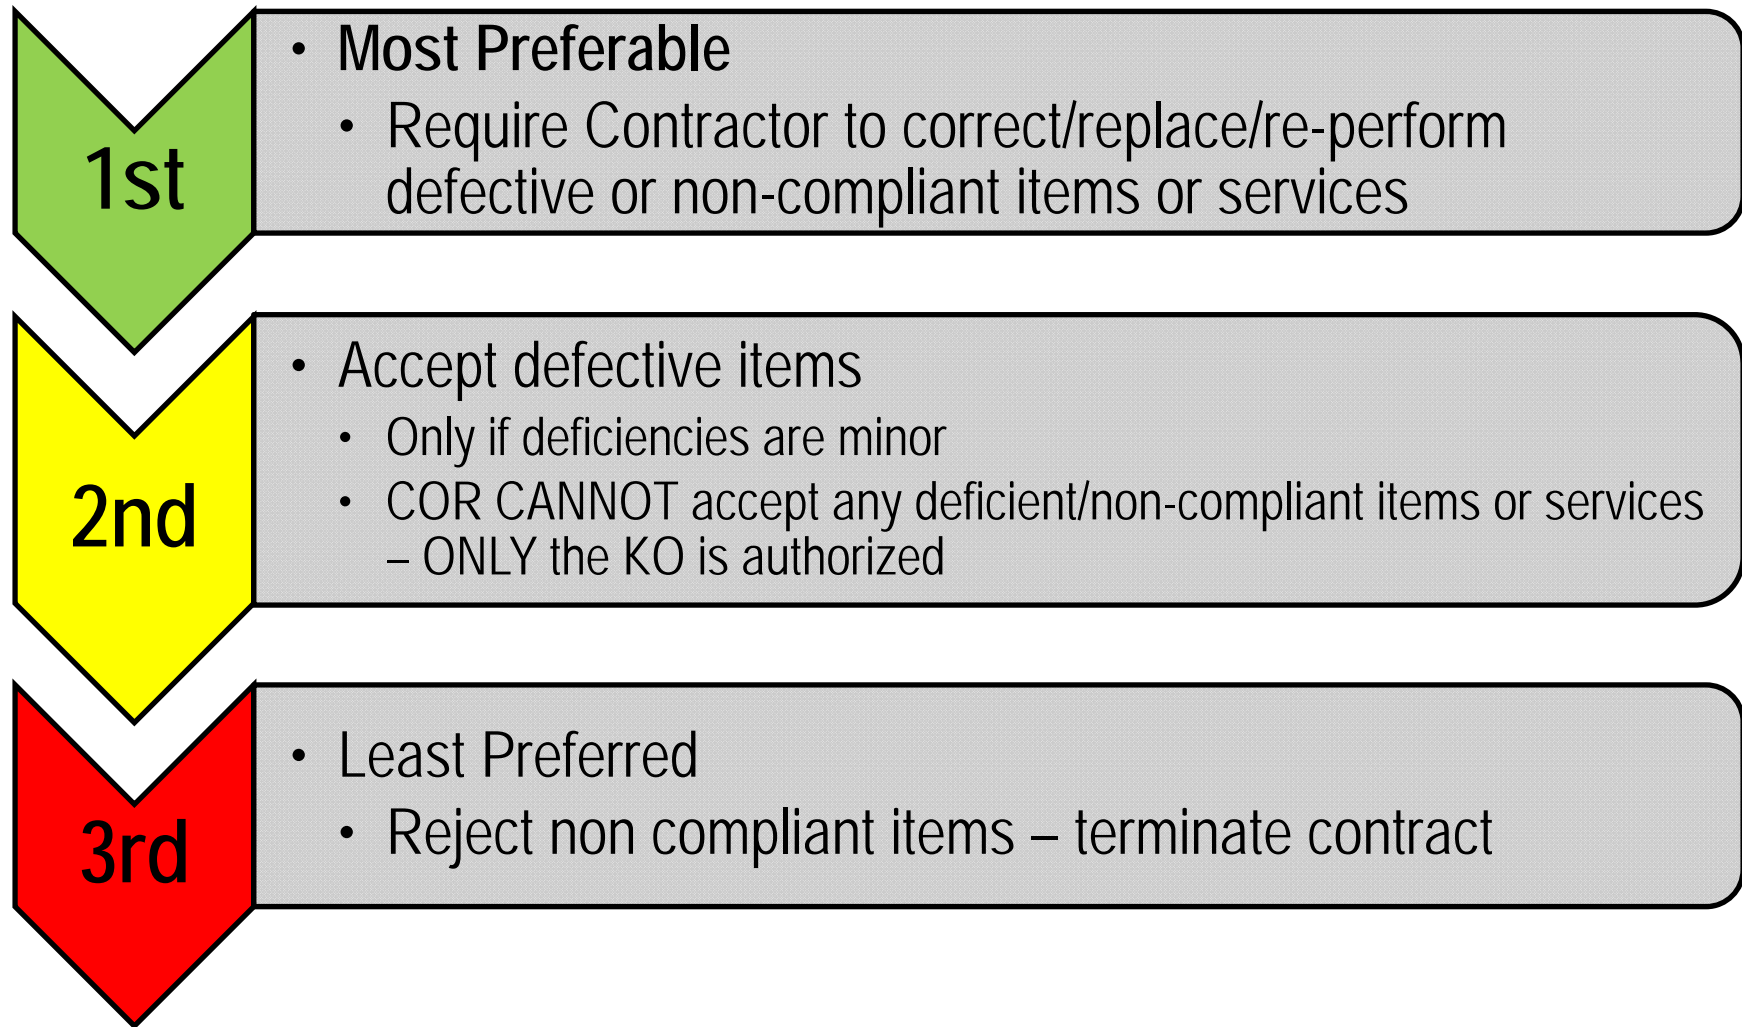 1st
• Most Preferable
• Require Contractor to correct/replace/re-perform
defective or non-compliant items or services
2nd
• Accept defective items
• Only if deficiencies are minor
• COR CANNOT accept any deficient/non-compliant items or services
– ONLY the KO is authorized
3rd
• Least Preferred
• Reject non compliant items – terminate contract